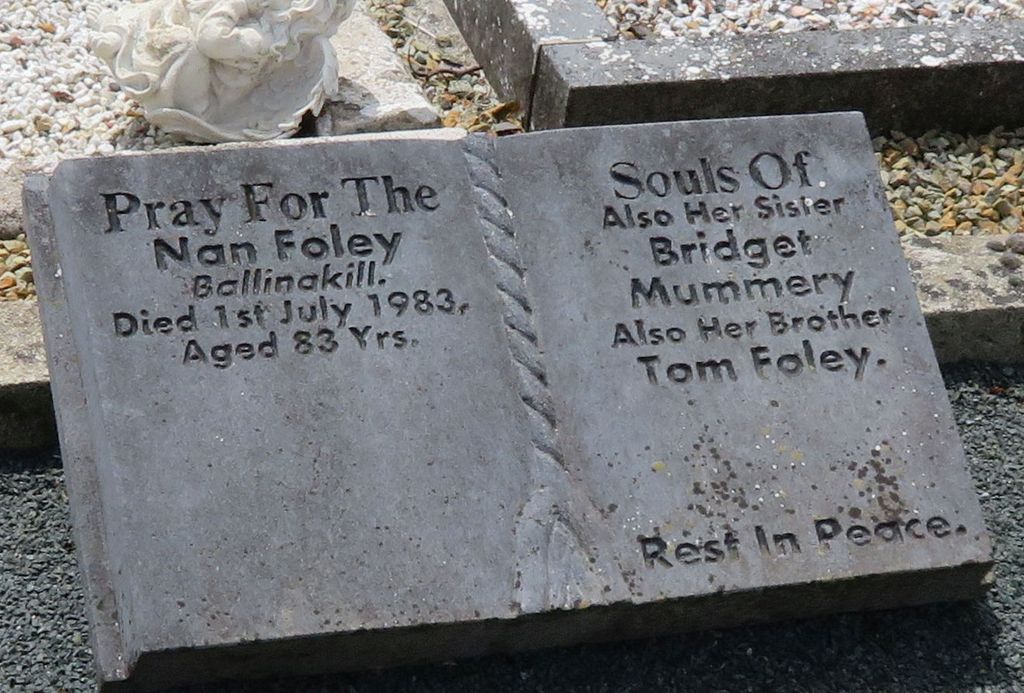 Pray For The
Nan Foley
Ballinakill.
Died 1st July 1983,
Aged 83 Yrs.
Souls Of
Also Her Sister
Bridget
Mummery
Also Her Brother
Tom Foley.
Rest In Peace.